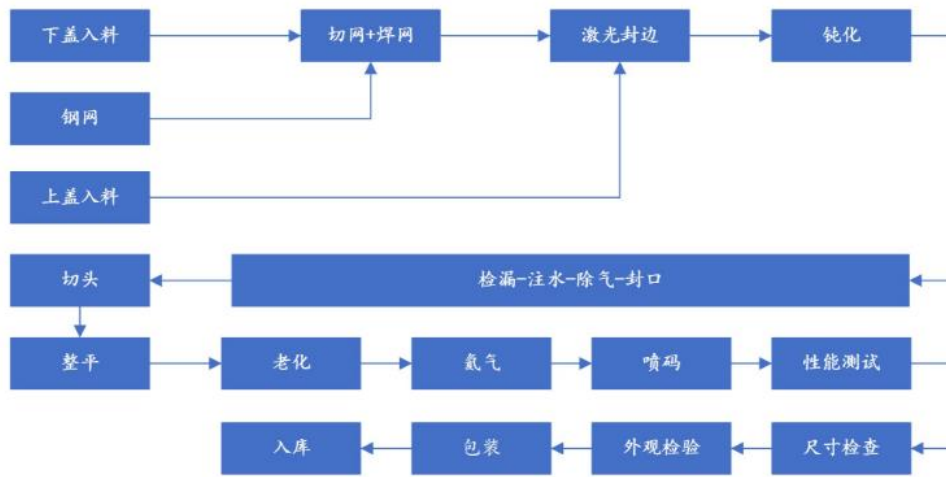 下盖入料
切网+焊网
激光封边
钝化
钢网
上盖入料
切头
检漏-注水-除气-封口
整平
老化
氦气
喷码
性能测试
入库
包装
外观检验
尺寸检查